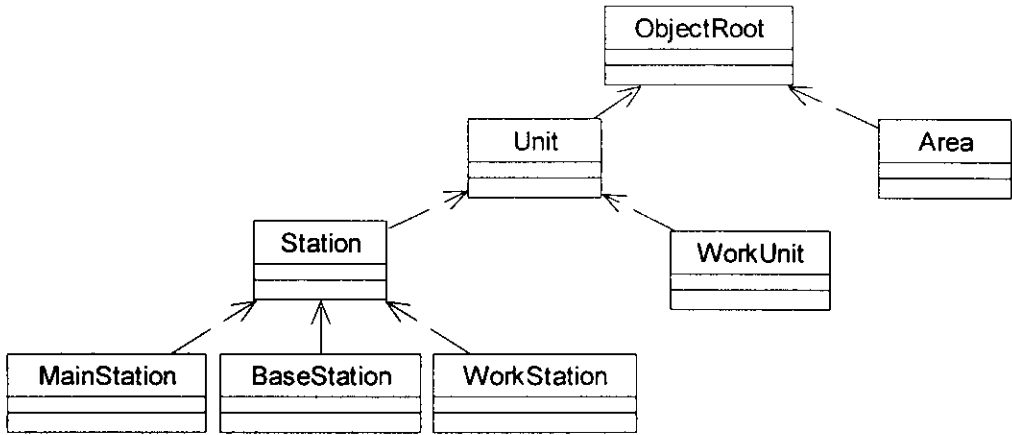 ObjectRoot
Unit
Area
Station
WorkUnit
MainStation
BaseStation
WorkStation